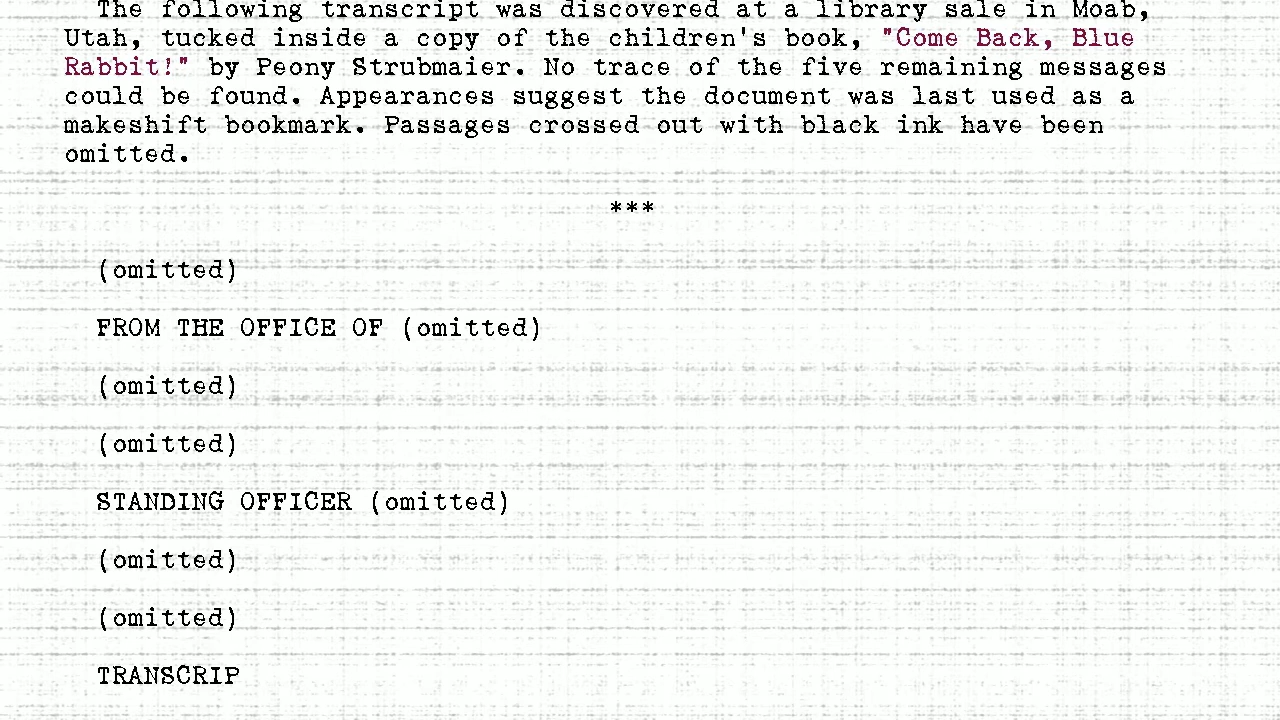 The following transcript was discovered at a library sale in Moab,
Utah, tucked inside a copy of the children's book, "Come Back, Blue
Rabbit!" by Peony Strubmaier. No trace of the five remaining messages
could be found. Appearances suggest the document was last used as a
makeshift bookmark. Passages crossed out with black ink have been
omitted.
***
(omitted)
FROM THE OFFICE OF (omitted)
(omitted)
(omitted)
STANDING OFFICER (omitted)
(omitted)
(omitted)
TRANSCRIP